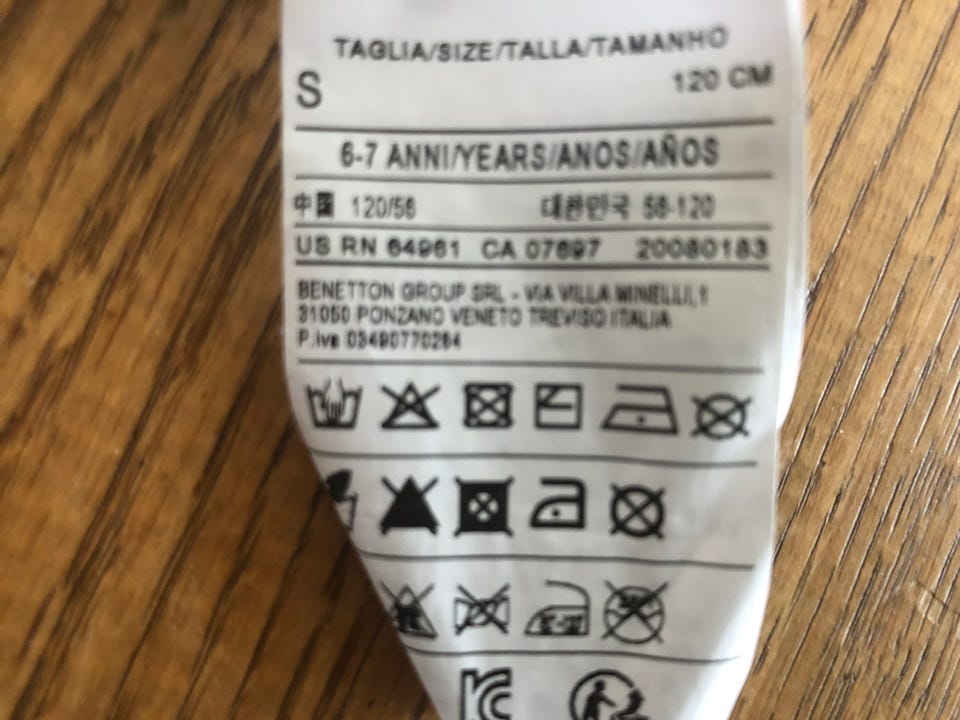 TAGLIA/SIZE/TALLA/TAMANHO
S 120 CM
6-7 ANNI/YEARS/ANOS/AÑOS
中国 120/56 대한민국 56-120
US RN 64961 CA 07697 20080183
BENETTON GROUP SRL - VIA VILLA MINELLI,1
31050 PONZANO VENETO TREVISO ITALIA
P.iva 03490770264